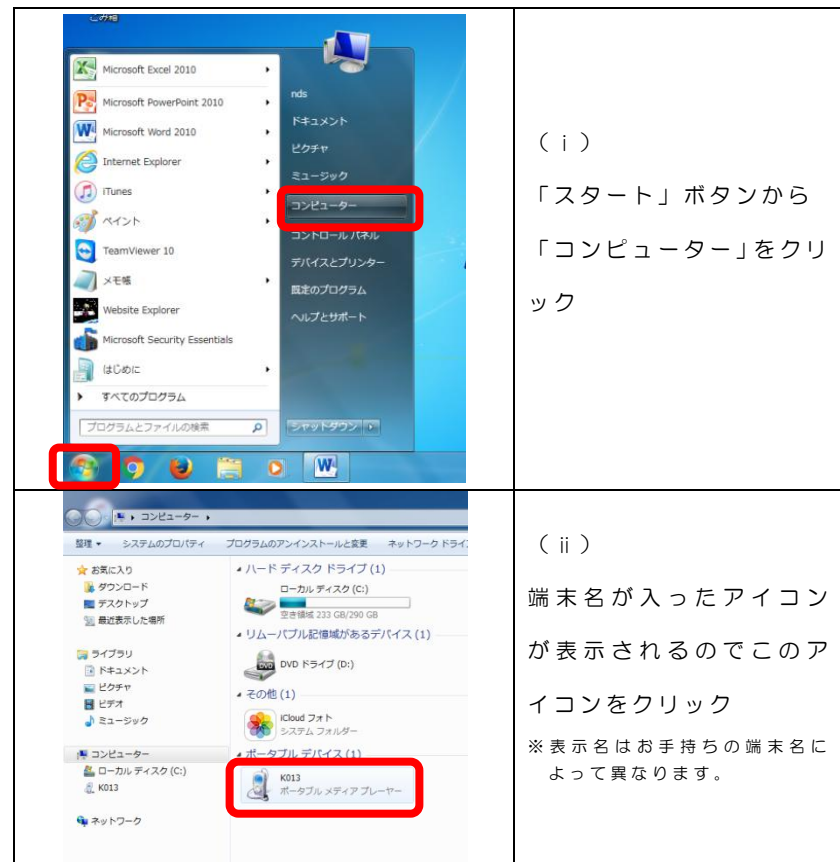 ごみ箱
Microsoft Excel 2010
Microsoft PowerPoint 2010
Microsoft Word 2010
Internet Explorer
iTunes
ペイント
TeamViewer 10
メモ帳
Website Explorer
Microsoft Security Essentials
はじめに
すべてのプログラム
プログラムとファイルの検索
nds
ドキュメント
ピクチャ
ミュージック
コンピューター
コントロール パネル
デバイスとプリンター
既定のプログラム
ヘルプとサポート
シャットダウン
(ⅰ)
「スタート」ボタンから
「コンピューター」をクリ
ック
コンピューター
整理 システムのプロパティ プログラムのアンインストールと変更 ネットワーク ドライ
お気に入り
ダウンロード
デスクトップ
最近表示した場所
ライブラリ
ドキュメント
ピクチャ
ビデオ
ミュージック
コンピューター
ローカル ディスク (C:)
K013
ネットワーク
ハード ディスク ドライブ (1)
ローカル ディスク (C:)
空き領域 233 GB/290 GB
リムーバブル記憶域があるデバイス (1)
DVD
DVD ドライブ (D:)
その他 (1)
iCloud フォト
システム フォルダー
ポータブル デバイス (1)
K013
ポータブル メディア プレーヤー
(ⅱ)
端末名が入ったアイコン
が表示されるのでこのア
イコンをクリック
※表示名はお手持ちの端末名に
よって異なります。